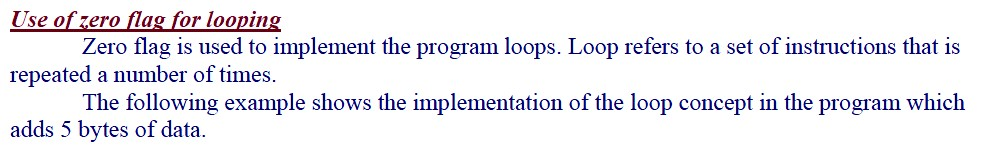 Use of zero flag for looping
Zero flag is used to implement the program loops. Loop refers to a set of instructions that is
repeated a number of times.
The following example shows the implementation of the loop concept in the program which
adds 5 bytes of data.